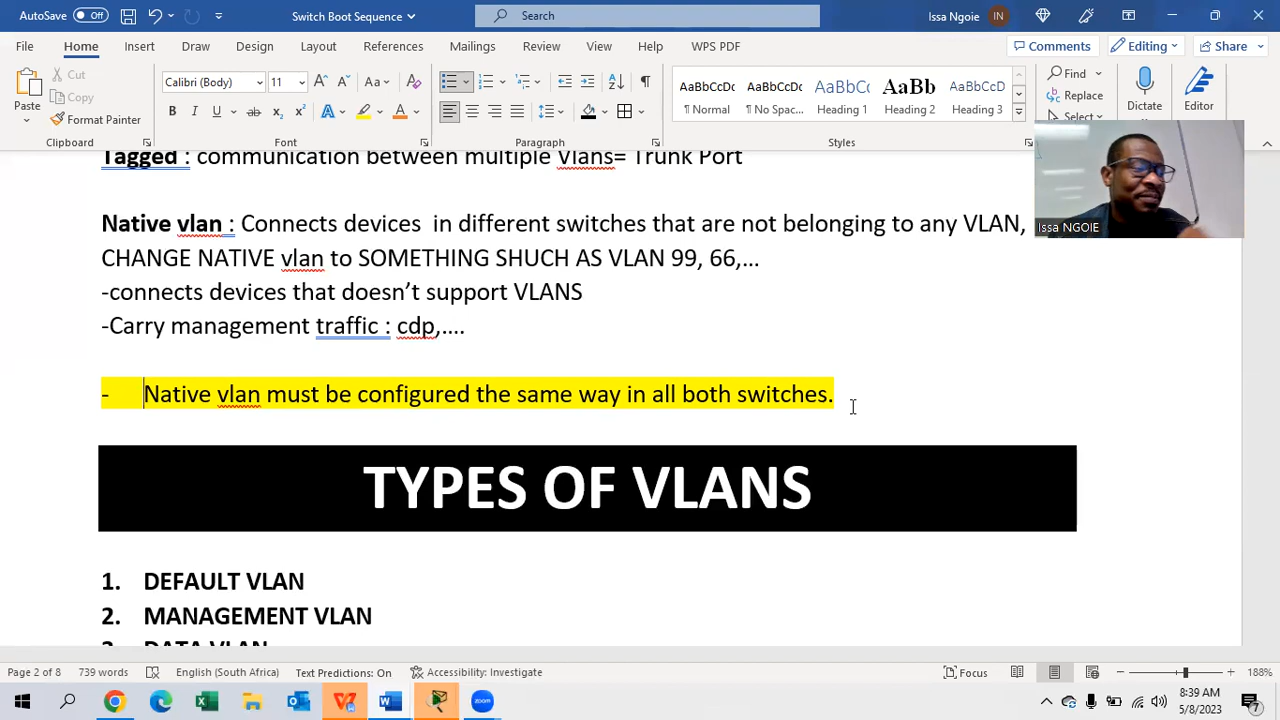 AutoSave Off Switch Boot Sequence Search Issa Ngoie IN
File Home Insert Draw Design Layout References Mailings Review View Help WPS PDF Comments Editing Share
Paste Cut Copy Format Painter Clipboard
Calibri (Body) 11 Font
Paragraph
AaBbCcDc AaBbCcDc AaBbCc AaBb AaBbCcD
¶ Normal ¶ No Spac... Heading 1 Heading 2 Heading 3
Styles
Find Replace Select Dictate Editor
Issa NGOIE
Tagged : communication between multiple Vlans= Trunk Port
Native vlan : Connects devices in different switches that are not belonging to any VLAN,
CHANGE NATIVE vlan to SOMETHING SHUCH AS VLAN 99, 66,…
-connects devices that doesn’t support VLANS
-Carry management traffic : cdp,....
- Native vlan must be configured the same way in all both switches.
TYPES OF VLANS
1. DEFAULT VLAN
2. MANAGEMENT VLAN
3. DATA VLAN
Page 2 of 8 739 words English (South Africa) Text Predictions: On Accessibility: Investigate Focus 188%
zoom 8:39 AM
5/8/2023 7